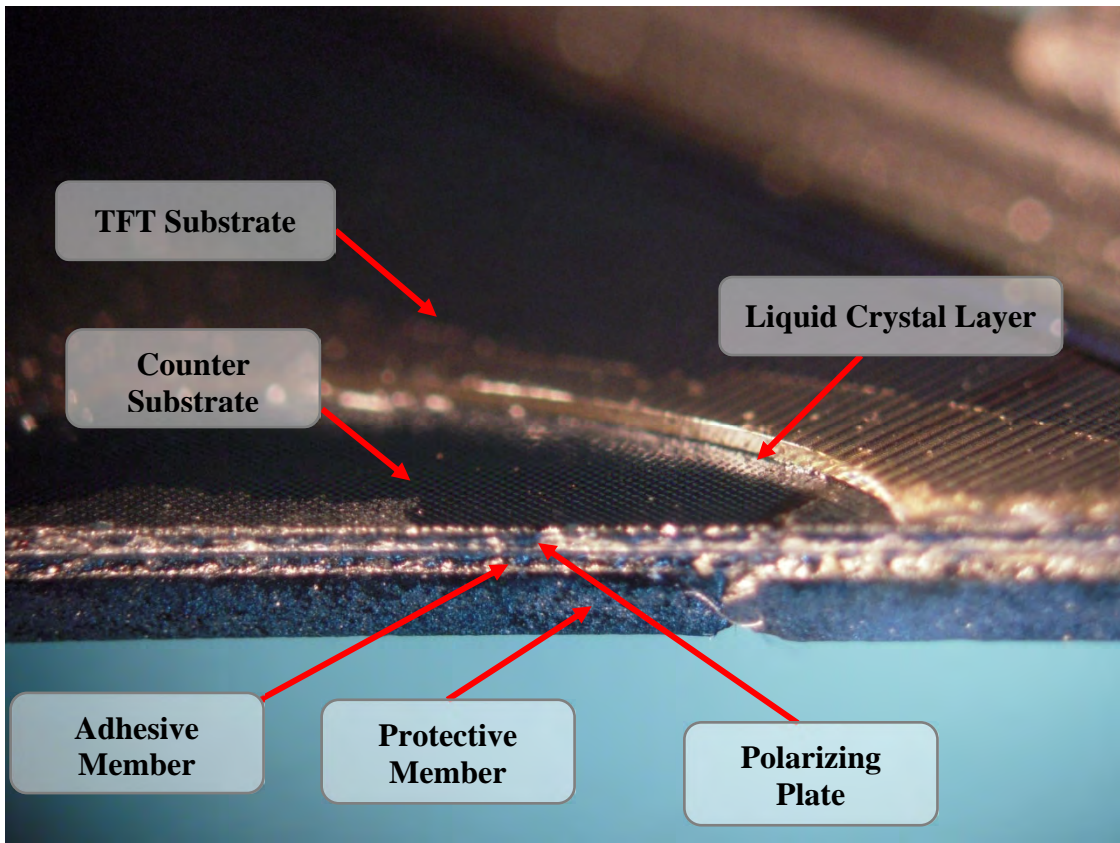 TFT Substrate
Liquid Crystal Layer
Counter
Substrate
Adhesive
Member
Protective
Member
Polarizing
Plate